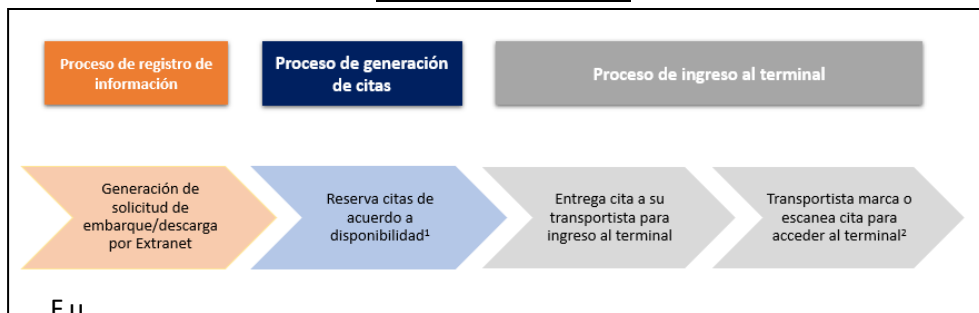 Proceso de registro de
información
Proceso de generación
de citas
Proceso de ingreso al terminal
Generación de
solicitud de
embarque/descarga
por Extranet
Reserva citas de
acuerdo a
disponibilidad¹
Entrega cita a su
transportista para
ingreso al terminal
Transportista marca o
escanea cita para
acceder al terminal²